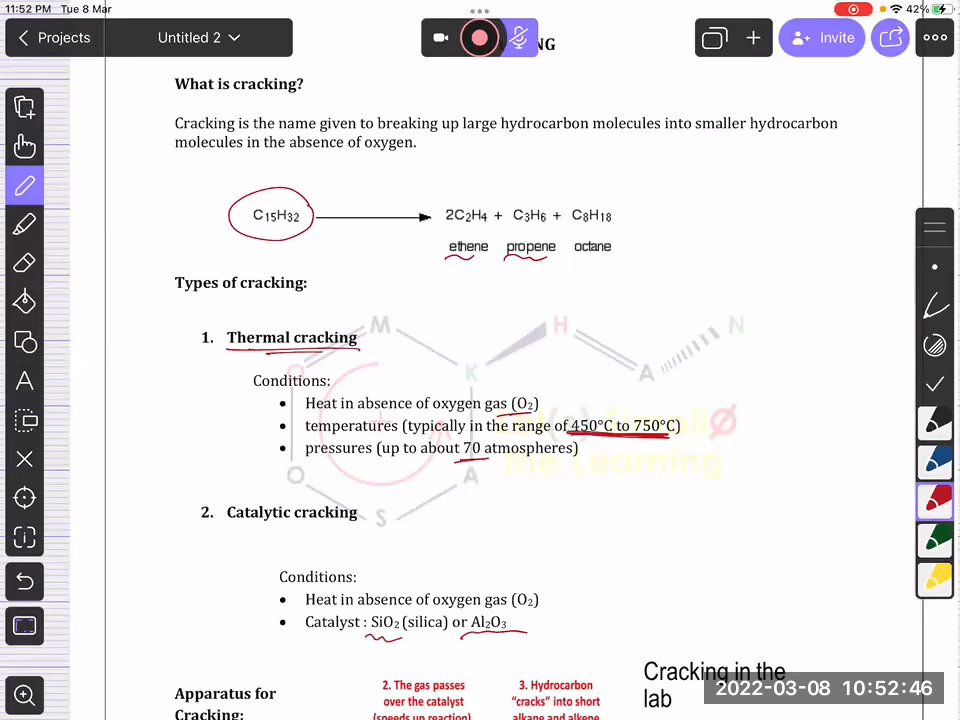 11:52 PM Tue 8 Mar
42%
Projects
Untitled 2
NG
Invite
What is cracking?
Cracking is the name given to breaking up large hydrocarbon molecules into smaller hydrocarbon
molecules in the absence of oxygen.
C₁₅H₃₂ 2C₂H₄ + C₃H₆ + C₈H₁₈
ethene propene octane
Types of cracking:
1. Thermal cracking
Conditions:
• Heat in absence of oxygen gas (O₂)
• temperatures (typically in the range of 450°C to 750°C)
• pressures (up to about 70 atmospheres)
M
H
N
O
K
A
O
A
S
the Learning
2. Catalytic cracking
Conditions:
• Heat in absence of oxygen gas (O₂)
• Catalyst : SiO₂ (silica) or Al₂O₃
Apparatus for
Cracking:
2. The gas passes
over the catalyst
(speeds up reaction)
3. Hydrocarbon
“cracks” into short
alkane and alkene
Cracking in the
lab
2022-03-08 10:52:46